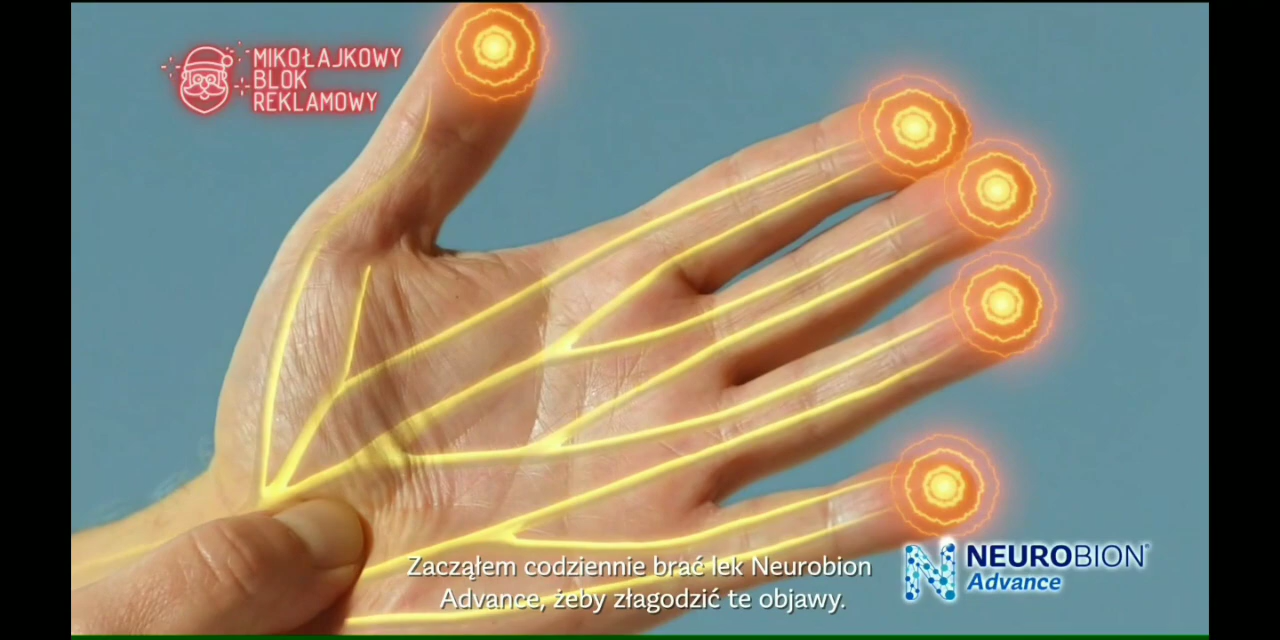 MIKOŁAJKOWY
BLOK
REKLAMOWY
Zacząłem codziennie brać lek Neurobion
Advance, żeby złagodzić te objawy.
NEUROBION®
Advance